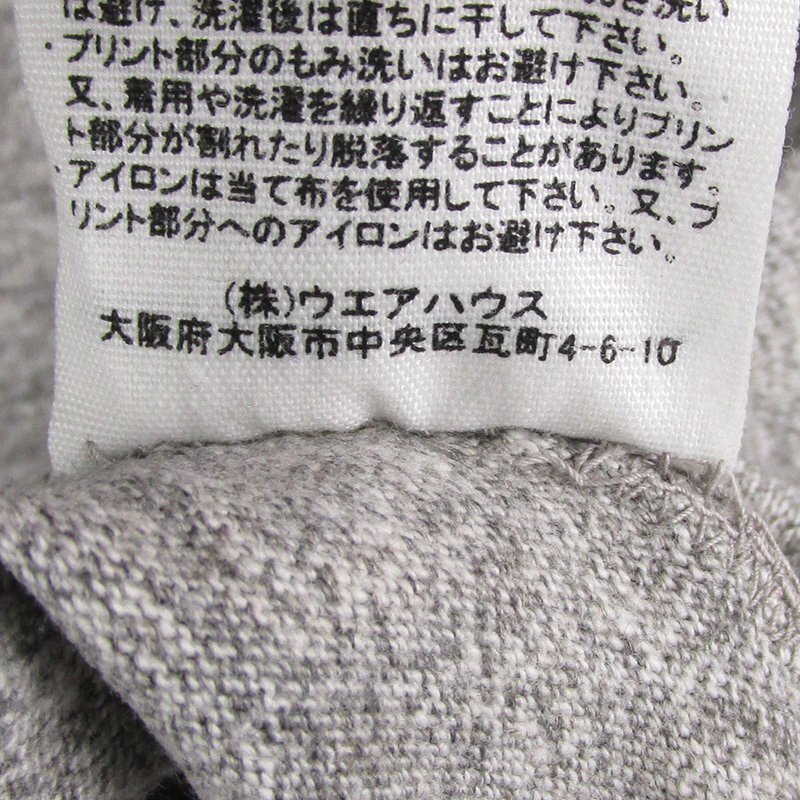 洗い
は避け、洗濯後は直ちに干して下さい。
・プリント部分のもみ洗いはお避け下さい。
又、着用や洗濯を繰り返すことによりプリン
ト部分が割れたり脱落することがあります。
・アイロンは当て布を使用して下さい。又、プ
リント部分へのアイロンはお避け下さい。
(株)ウエアハウス
大阪府大阪市中央区瓦町4-6-10